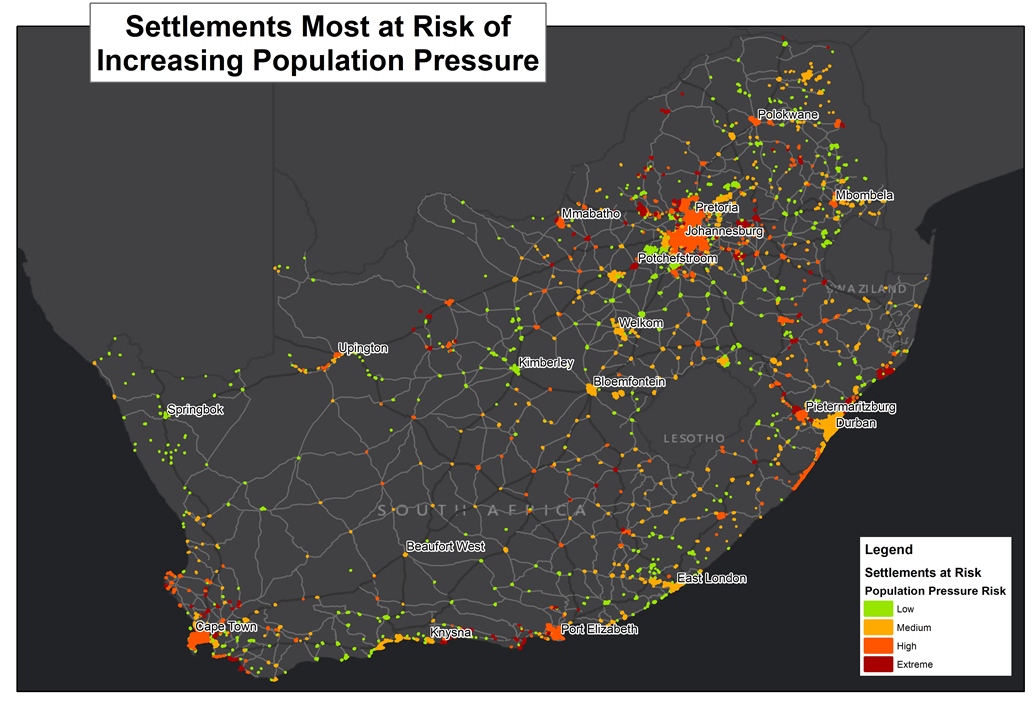 Settlements Most at Risk of
Increasing Population Pressure
Polokwane
Mbombela
Pretoria
Mmabatho
Johannesburg
Potchefstroom
SWAZILAND
Welkom
Upington
Kimberley
Bloemfontein
Springbok
Pietermaritzburg
Durban
LESOTHO
SOUTH AFRICA
Beaufort West
East London
Cape Town
Knysna
Port Elizabeth
Legend
Settlements at Risk
Population Pressure Risk
Low
Medium
High
Extreme